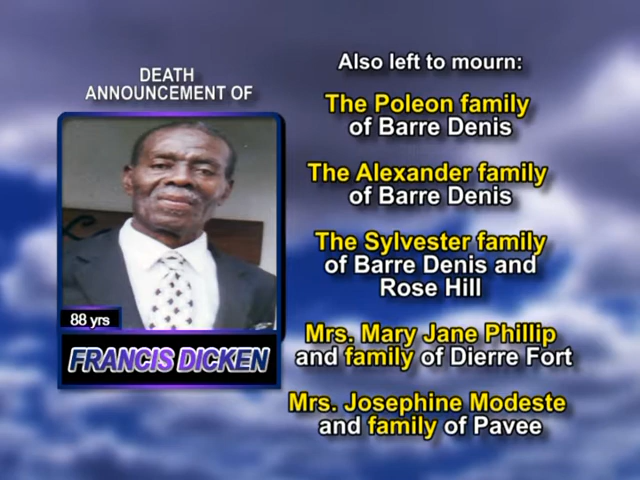 DEATH
ANNOUNCEMENT OF
88 yrs
FRANCIS DICKEN
Also left to mourn:
The Poleon family
of Barre Denis
The Alexander family
of Barre Denis
The Sylvester family
of Barre Denis and
Rose Hill
Mrs. Mary Jane Phillip
and family of Dierre Fort
Mrs. Josephine Modeste
and family of Pavee